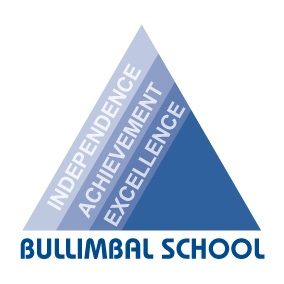 INDEPENDENCE
ACHIEVEMENT
EXCELLENCE
BULLIMBAL SCHOOL